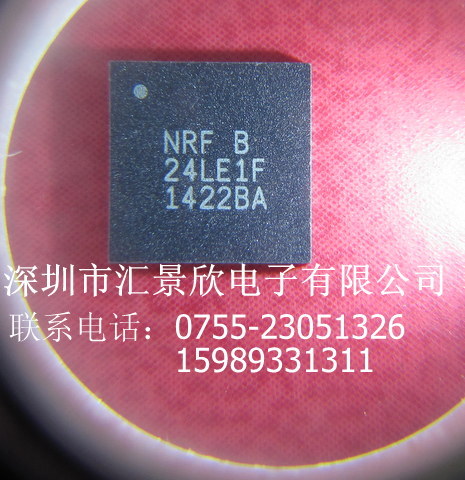 NRF B
24LE1F
1422BA
深圳市汇景欣电子有限公司
联系电话：0755-23051326
15989331311